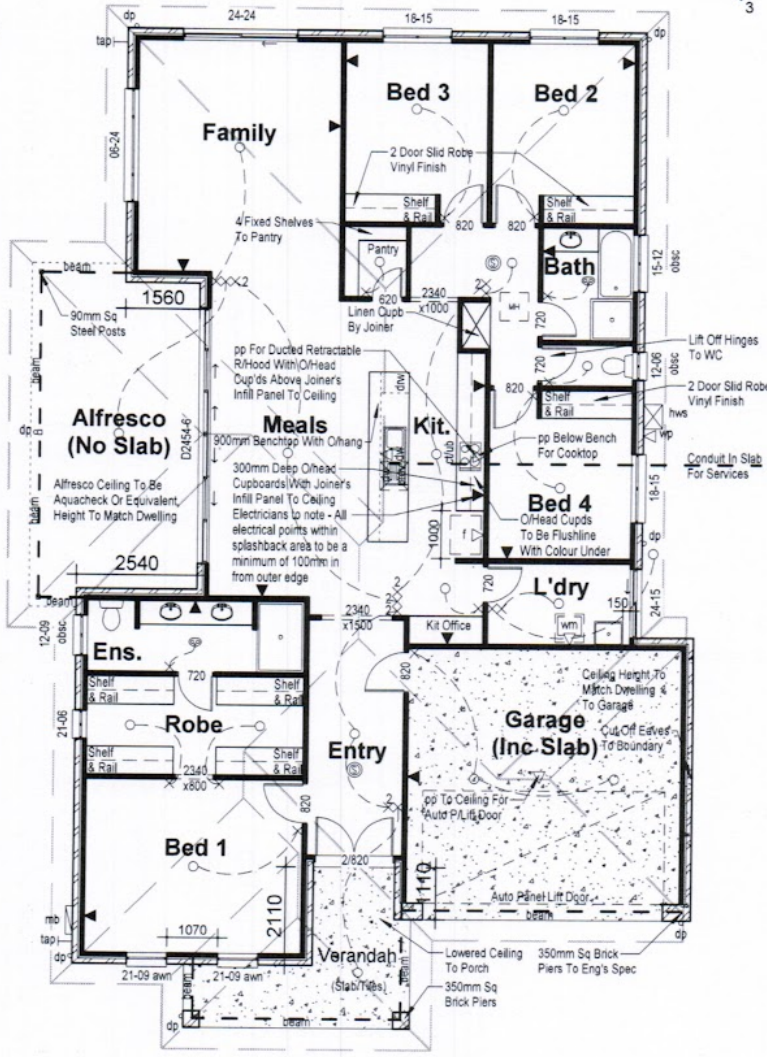 3
dp
24-24
18-15
18-15
dp
tap
Bed 3
Bed 2
Family
06-24
2 Door Slid Robe
Vinyl Finish
Shelf
& Rail
Shelf
& Rail
820
820
4 Fixed Shelves
To Pantry
Pantry
Bath
15-12
obsc
beam
2
2
1560
620
2340
x1000
MH
720
90mm Sq
Steel Posts
Linen Cupb
By Joiner
Lift Off Hinges
To WC
pp For Ducted Retractable
R/Hood With O/Head
Cup'ds Above Joiner's
Infill Panel To Ceiling
720
12-06
obsc
820
2 Door Slid Robe
Vinyl Finish
beam
drw
Shelf
& Rail
hws
wp
dp
Alfresco
(No Slab)
D2454-6
Meals
Kit.
900mm Benchtop With O/hang
dw
pp Below Bench
For Cooktop
Conduit In Slab
For Services
300mm Deep O/head
Cupboards With Joiner's
Infill Panel To Ceiling
Alfresco Ceiling To Be
Aquacheck Or Equivalent,
Height To Match Dwelling
Bed 4
18-15
beam
Electricians to note - All
electrical points within
splashback area to be a
minimum of 100mm in
from outer edge
O/Head Cupds
To Be Flushline
With Colour Under
1000
f
2540
720
L'dry
150
24-15
beam
2
2
2340
x1500
wm
12-09
obsc
Kit Office
Ens.
720
820
Shelf
& Rail
Shelf
& Rail
Ceiling Height To
Match Dwelling
To Garage
21-06
Robe
Garage
(Inc Slab)
Cut Off Eaves
To Boundary
Entry
Shelf
& Rail
Shelf
& Rail
2340
x800
820
2
pp To Ceiling For
Auto P/Lift Door
Bed 1
2/820
2110
1110
Auto Panel Lift Door
beam
mb
1070
tap
dp
dp
Verandah
(Slab/Tiles)
Lowered Ceiling
To Porch
350mm Sq Brick
Piers To Eng's Spec
21-09 awn
21-09 awn
beam
beam
350mm Sq
Brick Piers
dp
beam
dp